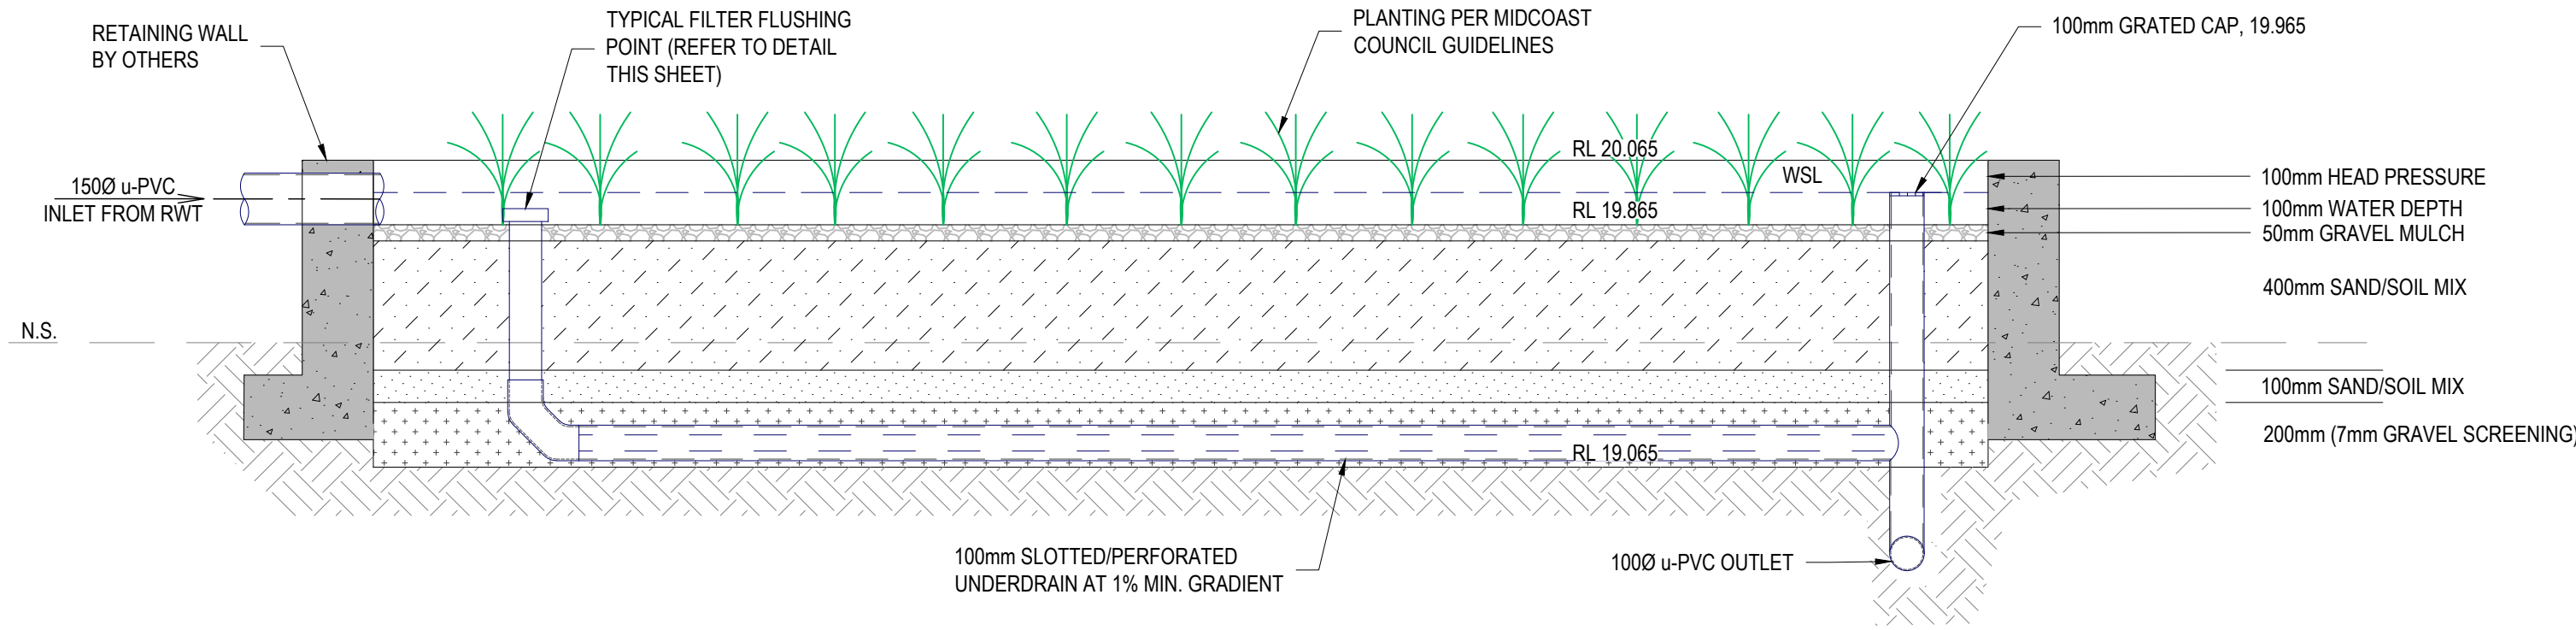 RETAINING WALL
BY OTHERS
TYPICAL FILTER FLUSHING
POINT (REFER TO DETAIL
THIS SHEET)
PLANTING PER MIDCOAST
COUNCIL GUIDELINES
100mm GRATED CAP, 19.965
150Ø u-PVC
INLET FROM RWT
RL 20.065
WSL
RL 19.865
100mm HEAD PRESSURE
100mm WATER DEPTH
50mm GRAVEL MULCH
400mm SAND/SOIL MIX
N.S.
100mm SAND/SOIL MIX
200mm (7mm GRAVEL SCREENING)
RL 19.065
100mm SLOTTED/PERFORATED
UNDERDRAIN AT 1% MIN. GRADIENT
100Ø u-PVC OUTLET